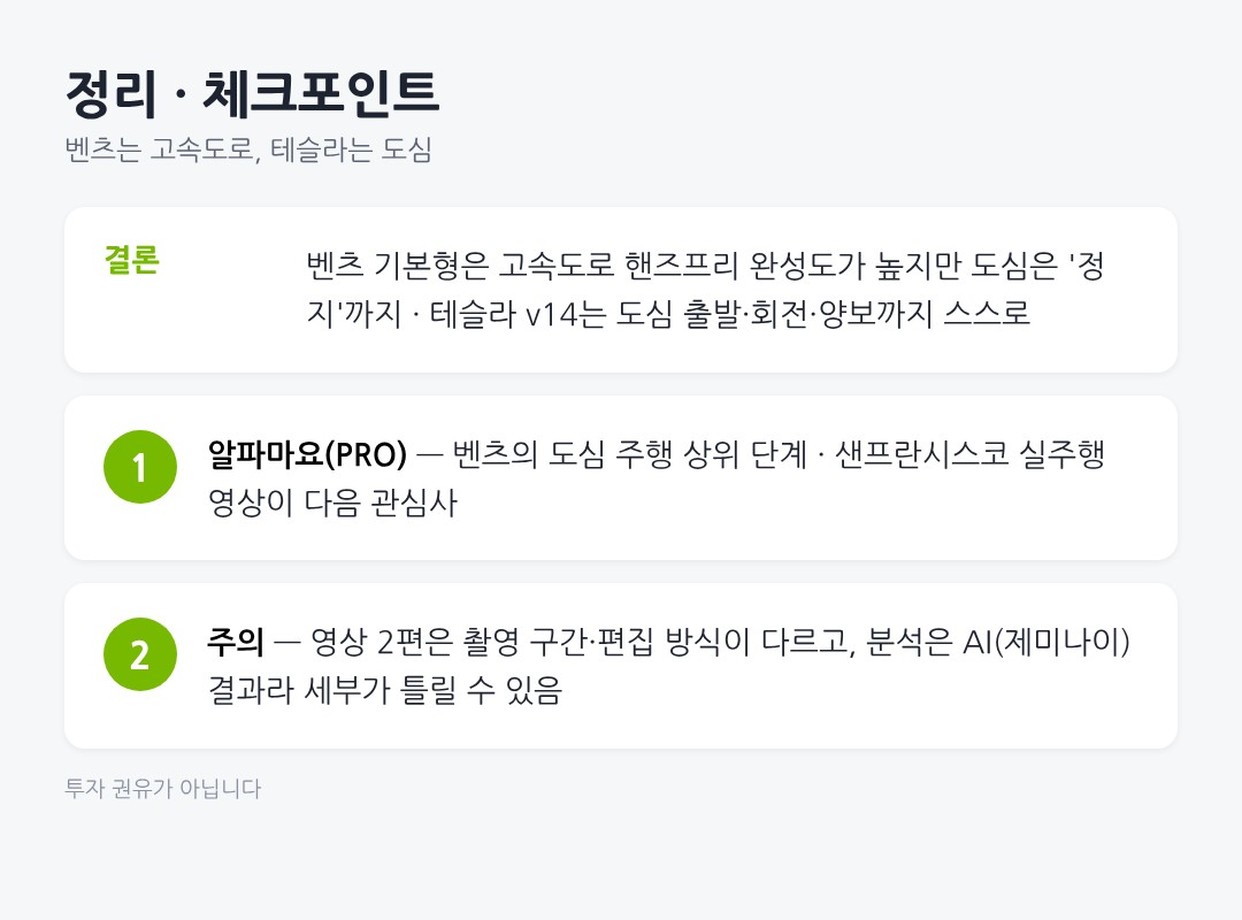 정리 · 체크포인트
벤츠는 고속도로, 테슬라는 도심
결론
벤츠 기본형은 고속도로 핸즈프리 완성도가 높지만 도심은 '정
지'까지 · 테슬라 v14는 도심 출발·회전·양보까지 스스로
1
알파마요(PRO) — 벤츠의 도심 주행 상위 단계 · 샌프란시스코 실주행
영상이 다음 관심사
2
주의 — 영상 2편은 촬영 구간·편집 방식이 다르고, 분석은 AI(제미나이)
결과라 세부가 틀릴 수 있음
투자 권유가 아닙니다